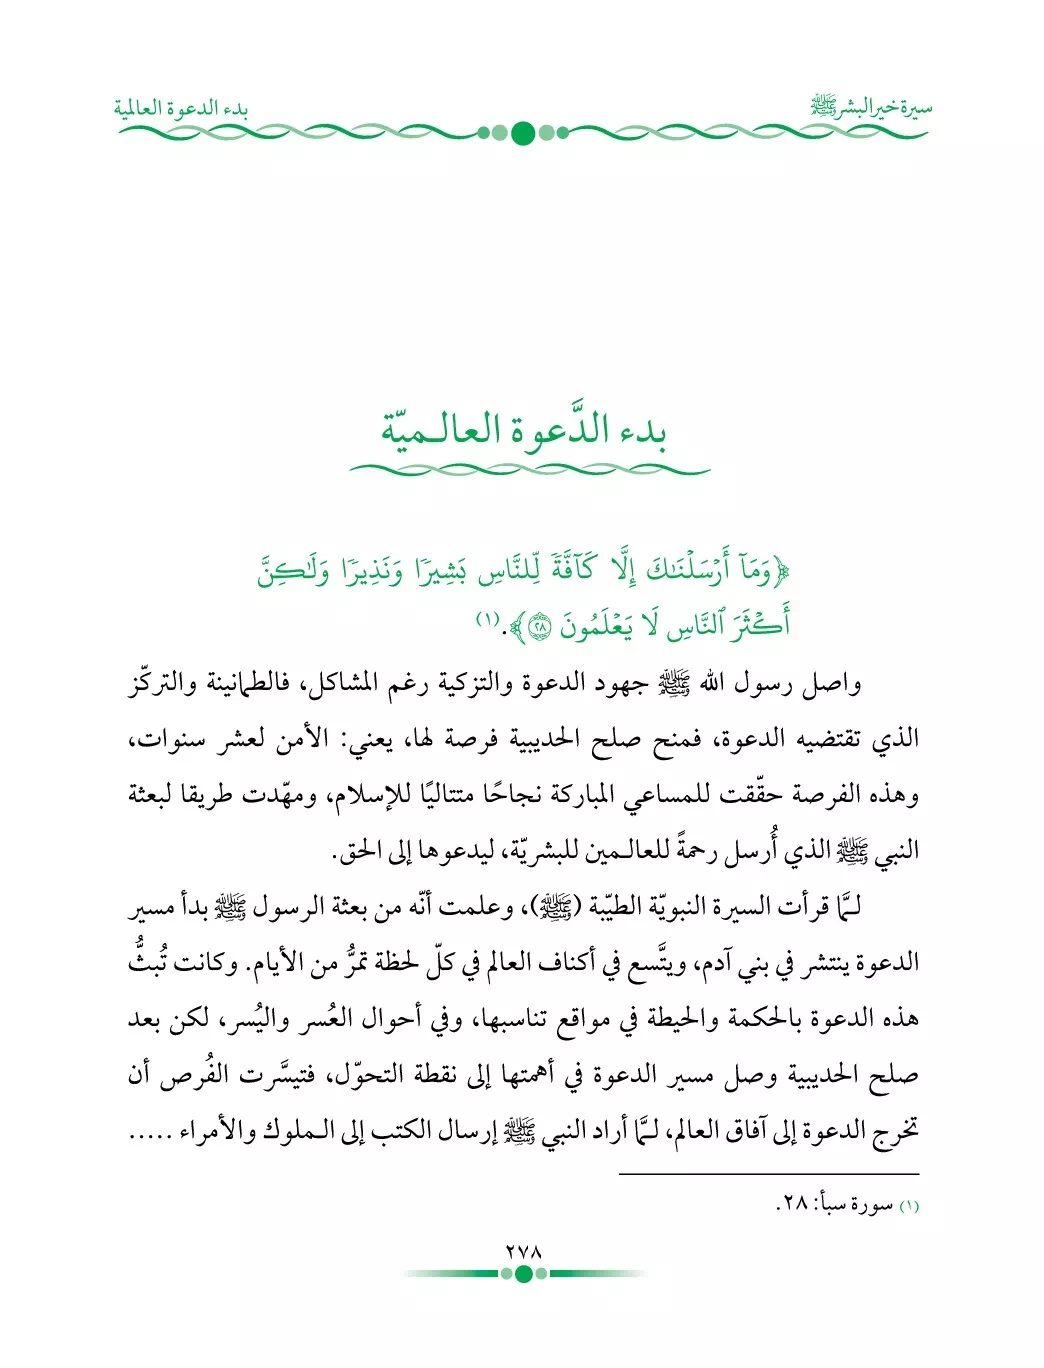 سيرة خير البشر ﷺ
بدء الدعوة العالمية
بدء الدَّعوة العالـميّة
﴿وَمَآ أَرۡسَلۡنَٰكَ إِلَّا كَآفَّةٗ لِّلنَّاسِ بَشِيرٗا وَنَذِيرٗا وَلَٰكِنَّ
أَكۡثَرَ ٱلنَّاسِ لَا يَعۡلَمُونَ ٢٨﴾.(١)
واصل رسول الله ﷺ جهود الدعوة والتزكية رغم المشاكل، فالطمانينة والتركّز
الذي تقتضيه الدعوة، فمنح صلح الحديبية فرصة لها، يعني: الأمن لعشر سنوات،
وهذه الفرصة حقّقت للمساعي المباركة نجاحًا متتاليًا للإسلام، ومهّدت طريقا لبعثة
النبي ﷺ الذي أُرسل رحمةً للعالـمين للبشريّة، ليدعوها إلى الحق.
لـمَّا قرأت السيرة النبويّة الطيّبة (ﷺ)، وعلمت أنّه من بعثة الرسول ﷺ بدأ مسير
الدعوة ينتشر في بني آدم، ويتَّسع في أكناف العالم في كلّ لحظة تمرُّ من الأيام. وكانت تُبثُّ
هذه الدعوة بالحكمة والحيطة في مواقع تناسبها، وفي أحوال العُسر واليُسر، لكن بعد
صلح الحديبية وصل مسير الدعوة في أهمتها إلى نقطة التحوّل، فتيسَّرت الفُرص أن
تخرج الدعوة إلى آفاق العالم، لـمَّا أراد النبي ﷺ إرسال الكتب إلى الـملوك والأمراء .....
(١) سورة سبأ: ٢٨.
٢٧٨